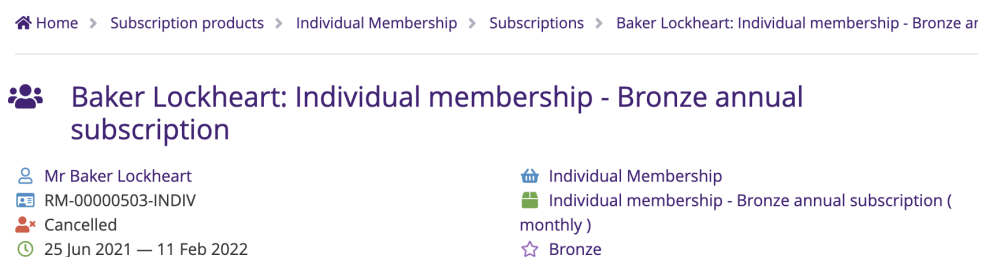 Home > Subscription products > Individual Membership > Subscriptions > Baker Lockheart: Individual membership - Bronze
Baker Lockheart: Individual membership - Bronze annual
subscription
Mr Baker Lockheart
RM-00000503-INDIV
Cancelled
25 Jun 2021 — 11 Feb 2022
Individual Membership
Individual membership - Bronze annual subscription (
monthly )
Bronze